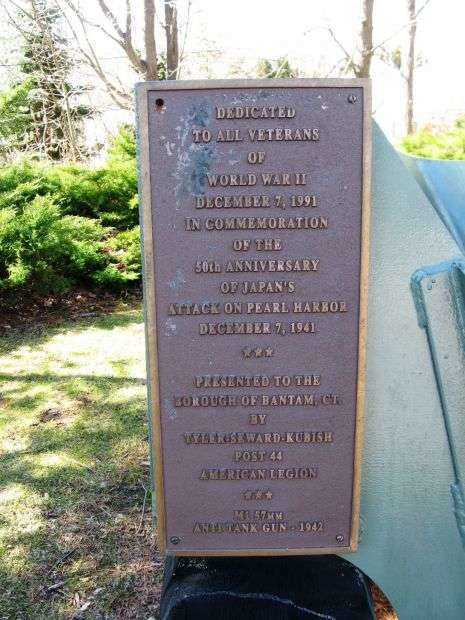 DEDICATED
TO ALL VETERANS
OF
WORLD WAR II
DECEMBER 7, 1991
IN COMMEMORATION
OF THE
50th ANNIVERSARY
OF JAPAN'S
ATTACK ON PEARL HARBOR
DECEMBER 7, 1941
★★★
PRESENTED TO THE
BOROUGH OF BANTAM, CT.
BY
TYLER-SEWARD-KUBISH
POST 44
AMERICAN LEGION
★★★
M1 57MM
ANTI TANK GUN - 1942